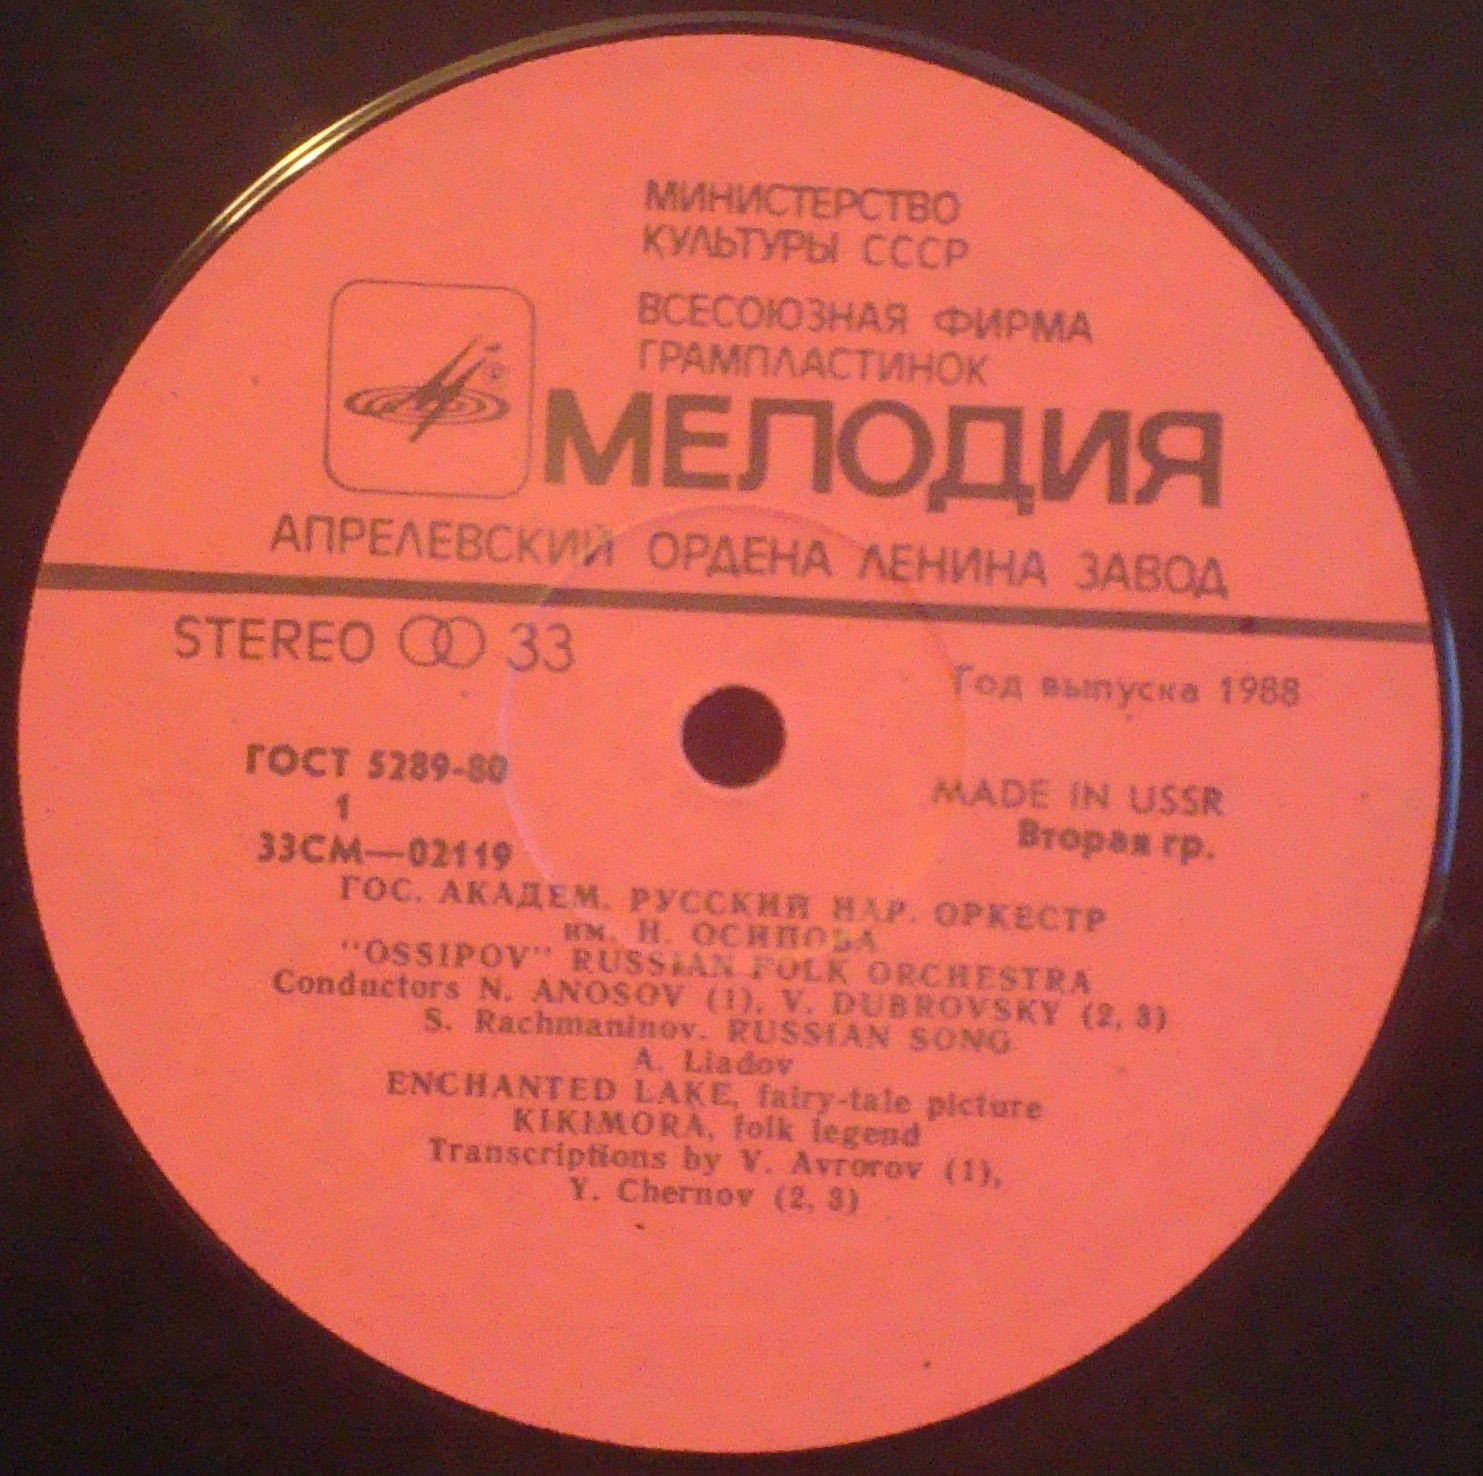 МИНИСТЕРСТВО
КУЛЬТУРЫ СССР
ВСЕСОЮЗНАЯ ФИРМА
ГРАМПЛАСТИНОК
МЕЛОДИЯ
АПРЕЛЕВСКИЙ ОРДЕНА ЛЕНИНА ЗАВОД
STEREO 33
Год выпуска 1988
ГОСТ 5289-80
1
33СМ—02119
MADE IN USSR
Вторая гр.
ГОС. АКАДЕМ. РУССКИЙ НАР. ОРКЕСТР
им. Н. ОСИПОВА
"OSSIPOV" RUSSIAN FOLK ORCHESTRA
Conductors N. ANOSOV (1), V. DUBROVSKY (2, 3)
S. Rachmaninov. RUSSIAN SONG
A. Liadov
ENCHANTED LAKE, fairy-tale picture
KIKIMORA, folk legend
Transcriptions by V. Avrorov (1),
Y. Chernov (2, 3)